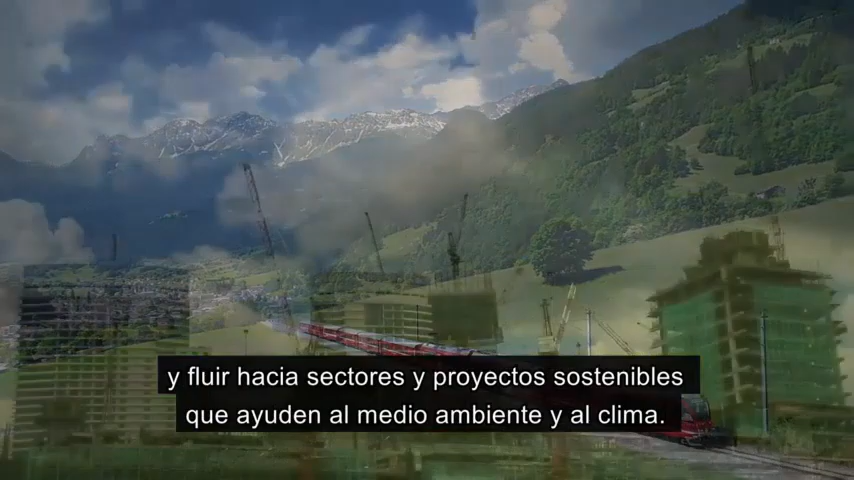 y fluir hacia sectores y proyectos sostenibles
que ayuden al medio ambiente y al clima.